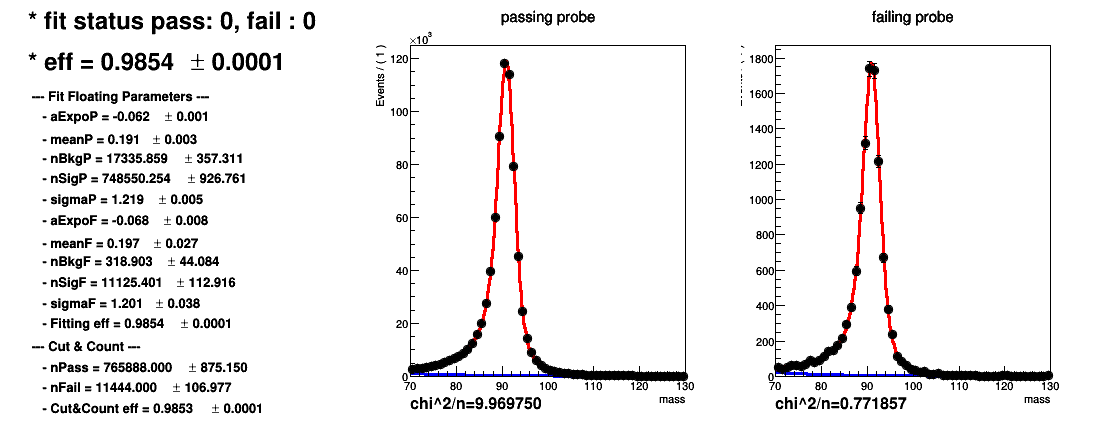 * fit status pass: 0, fail : 0
* eff = 0.9854 ± 0.0001
--- Fit Floating Parameters ---
- aExpoP = -0.062 ± 0.001
- meanP = 0.191 ± 0.003
- nBkgP = 17335.859 ± 357.311
- nSigP = 748550.254 ± 926.761
- sigmaP = 1.219 ± 0.005
- aExpoF = -0.068 ± 0.008
- meanF = 0.197 ± 0.027
- nBkgF = 318.903 ± 44.084
- nSigF = 11125.401 ± 112.916
- sigmaF = 1.201 ± 0.038
- Fitting eff = 0.9854 ± 0.0001
--- Cut & Count ---
- nPass = 765888.000 ± 875.150
- nFail = 11444.000 ± 106.977
- Cut&Count eff = 0.9853 ± 0.0001
passing probe
×10³
Events / ( 1 )
120
100
80
60
40
20
0
70 80 90 100 110 120 130
mass
chi^2/n=9.969750
failing probe
1800
1600
1400
1200
1000
800
600
400
200
0
70 80 90 100 110 120 130
mass
chi^2/n=0.771857